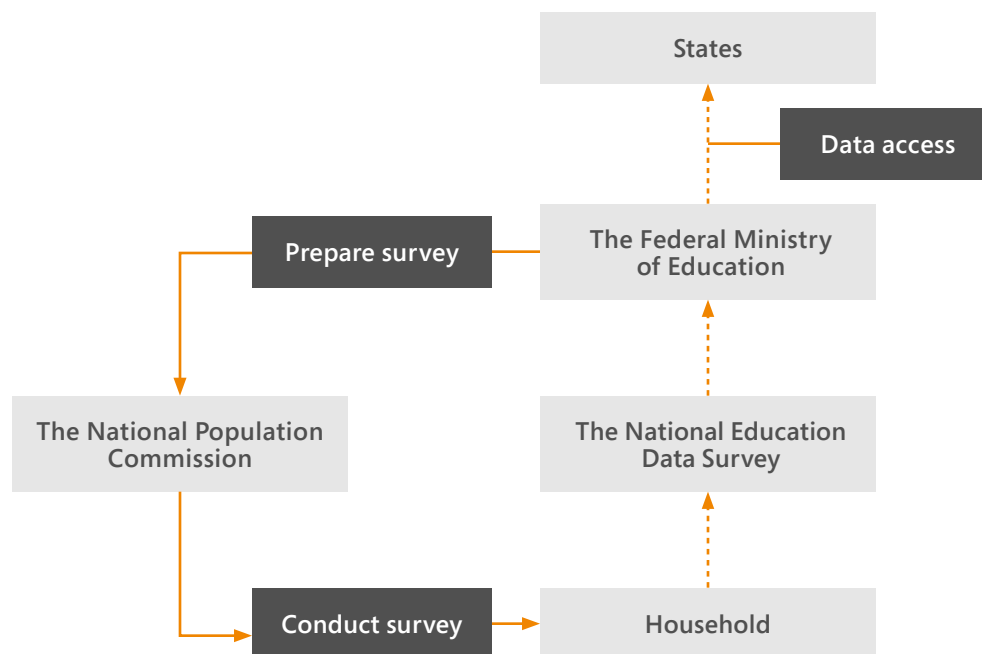 States
Data access
Prepare survey
The Federal Ministry
of Education
The National Population
Commission
The National Education
Data Survey
Conduct survey
Household